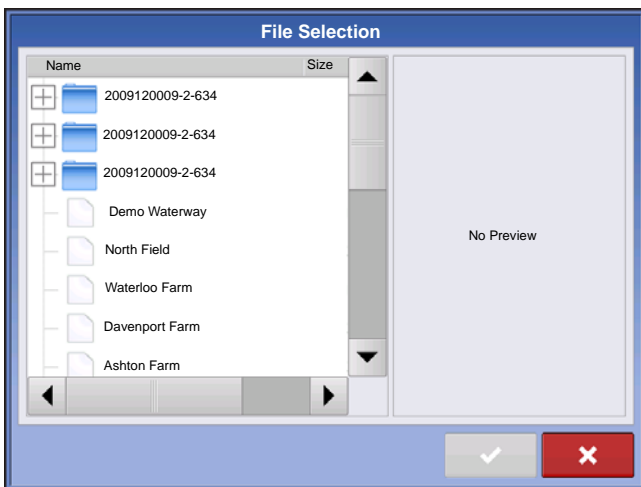 File Selection
Name Size
2009120009-2-634
2009120009-2-634
2009120009-2-634
Demo Waterway
North Field
Waterloo Farm
No Preview
Davenport Farm
Ashton Farm